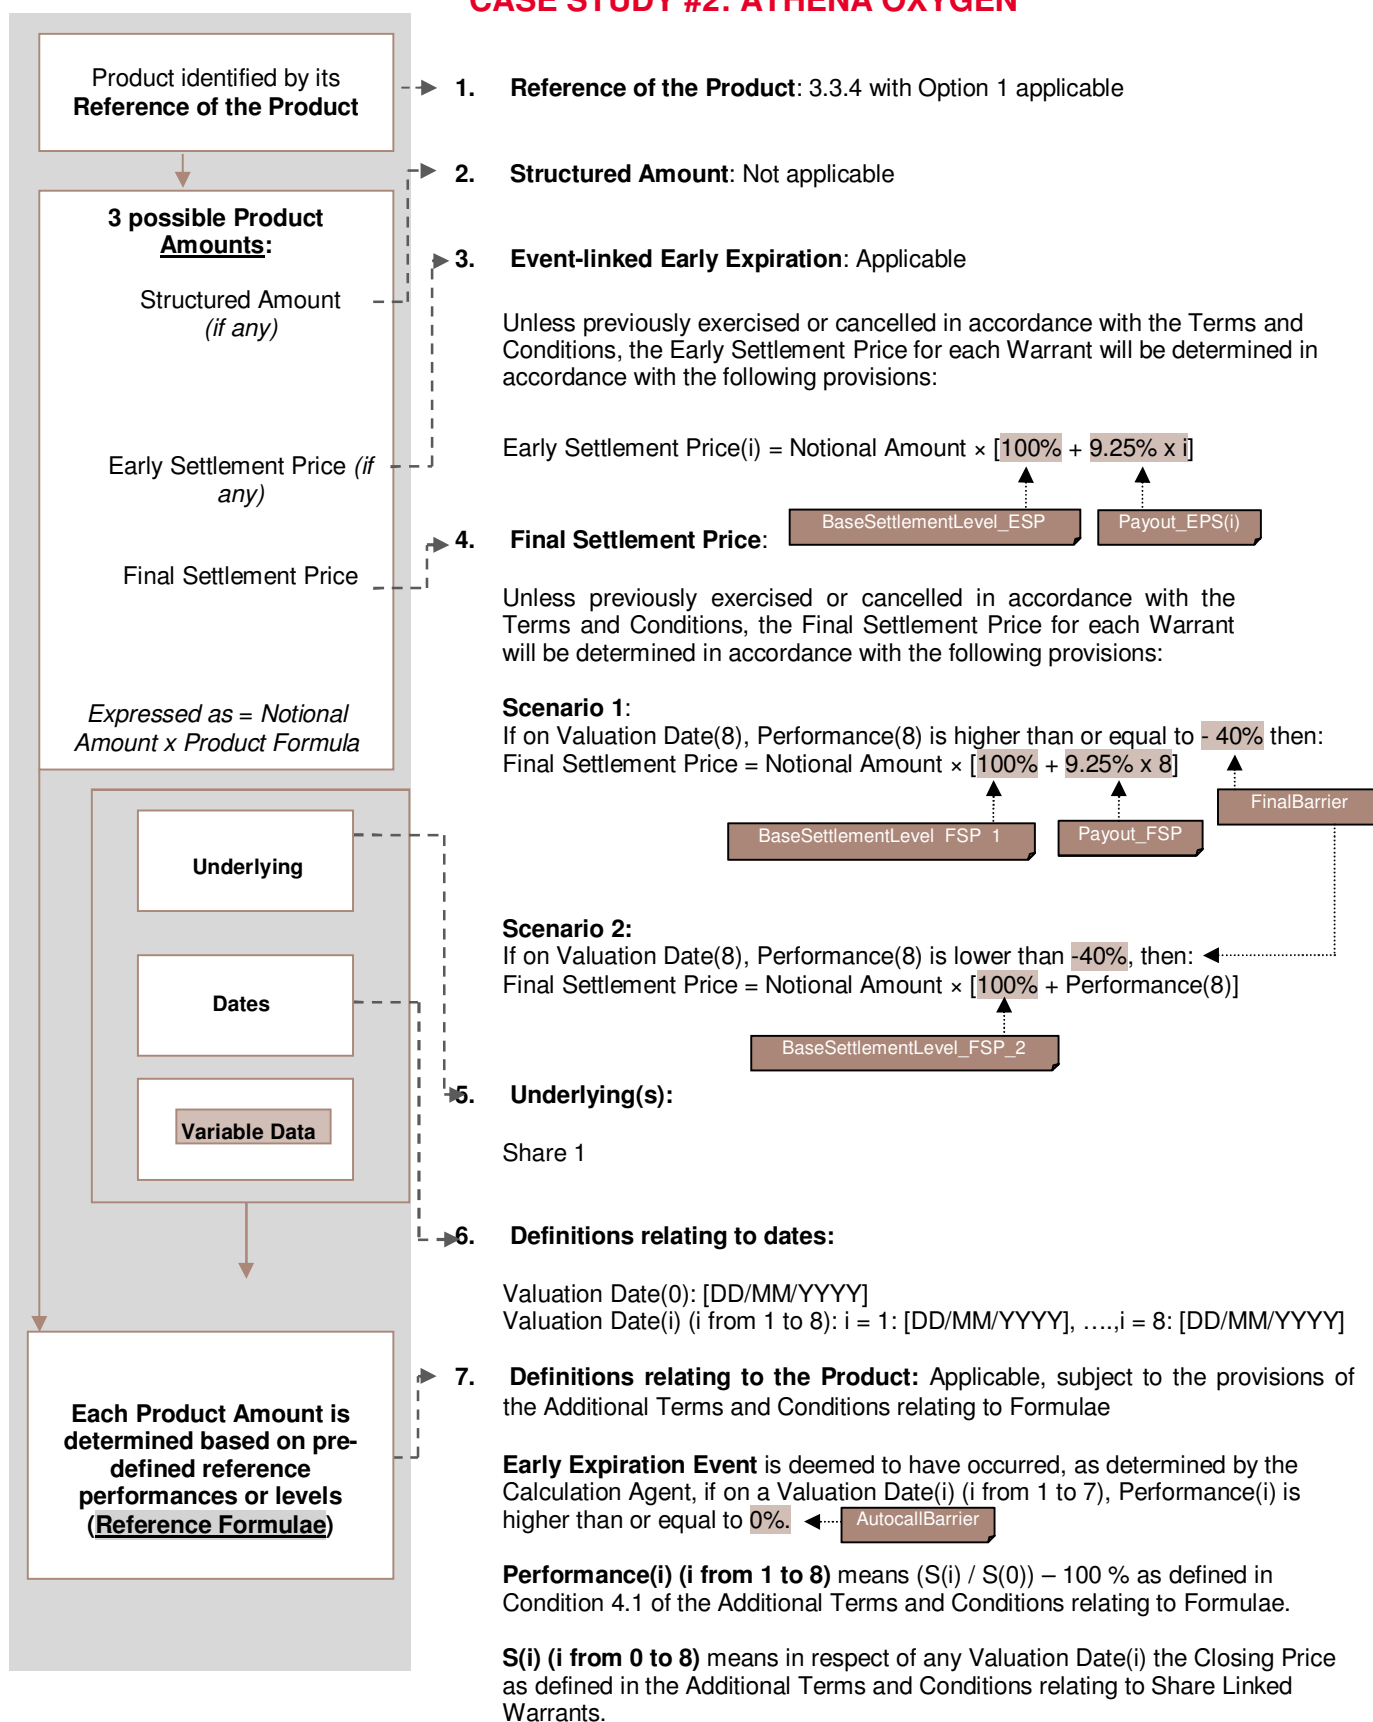 CASE STUDY #2: ATHENA OXYGEN
Product identified by its
Reference of the Product
3 possible Product
Amounts:
Structured Amount
(if any)
Early Settlement Price (if
any)
Final Settlement Price
Expressed as = Notional
Amount x Product Formula
Underlying
Dates
Variable Data
Each Product Amount is
determined based on pre-
defined reference
performances or levels
(Reference Formulae)
1. Reference of the Product: 3.3.4 with Option 1 applicable
2. Structured Amount: Not applicable
3. Event-linked Early Expiration: Applicable
Unless previously exercised or cancelled in accordance with the Terms and
Conditions, the Early Settlement Price for each Warrant will be determined in
accordance with the following provisions:
Early Settlement Price(i) = Notional Amount × [100% + 9.25% x i]
BaseSettlementLevel_ESP
Payout_EPS(i)
4. Final Settlement Price:
Unless previously exercised or cancelled in accordance with the
Terms and Conditions, the Final Settlement Price for each Warrant
will be determined in accordance with the following provisions:
Scenario 1:
If on Valuation Date(8), Performance(8) is higher than or equal to - 40% then:
Final Settlement Price = Notional Amount × [100% + 9.25% x 8]
FinalBarrier
BaseSettlementLevel FSP 1
Payout_FSP
Scenario 2:
If on Valuation Date(8), Performance(8) is lower than -40%, then:
Final Settlement Price = Notional Amount × [100% + Performance(8)]
BaseSettlementLevel_FSP_2
5. Underlying(s):
Share 1
6. Definitions relating to dates:
Valuation Date(0): [DD/MM/YYYY]
Valuation Date(i) (i from 1 to 8): i = 1: [DD/MM/YYYY], ….,i = 8: [DD/MM/YYYY]
7. Definitions relating to the Product: Applicable, subject to the provisions of
the Additional Terms and Conditions relating to Formulae
Early Expiration Event is deemed to have occurred, as determined by the
Calculation Agent, if on a Valuation Date(i) (i from 1 to 7), Performance(i) is
higher than or equal to 0%.
AutocallBarrier
Performance(i) (i from 1 to 8) means (S(i) / S(0)) – 100 % as defined in
Condition 4.1 of the Additional Terms and Conditions relating to Formulae.
S(i) (i from 0 to 8) means in respect of any Valuation Date(i) the Closing Price
as defined in the Additional Terms and Conditions relating to Share Linked
Warrants.